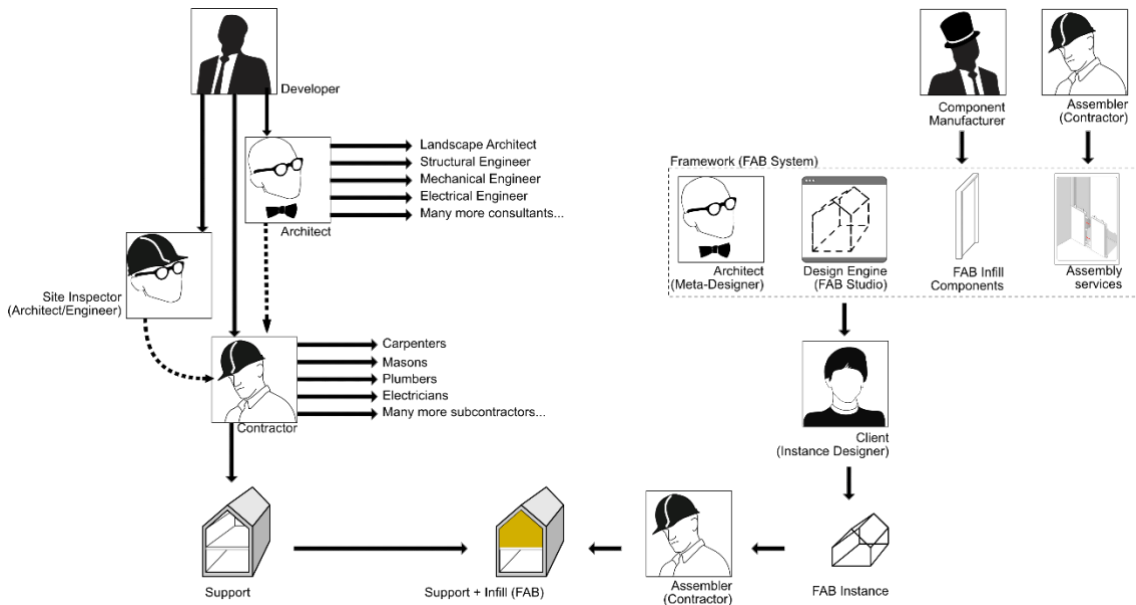 Developer
Landscape Architect
Structural Engineer
Mechanical Engineer
Electrical Engineer
Many more consultants...
Architect
Site Inspector
(Architect/Engineer)
Carpenters
Masons
Plumbers
Electricians
Many more subcontractors...
Contractor
Support
Support + Infill (FAB)
Component
Manufacturer
Assembler
(Contractor)
Framework (FAB System)
Architect
(Meta-Designer)
Design Engine
(FAB Studio)
FAB Infill
Components
Assembly
services
Client
(Instance Designer)
Assembler
(Contractor)
FAB Instance